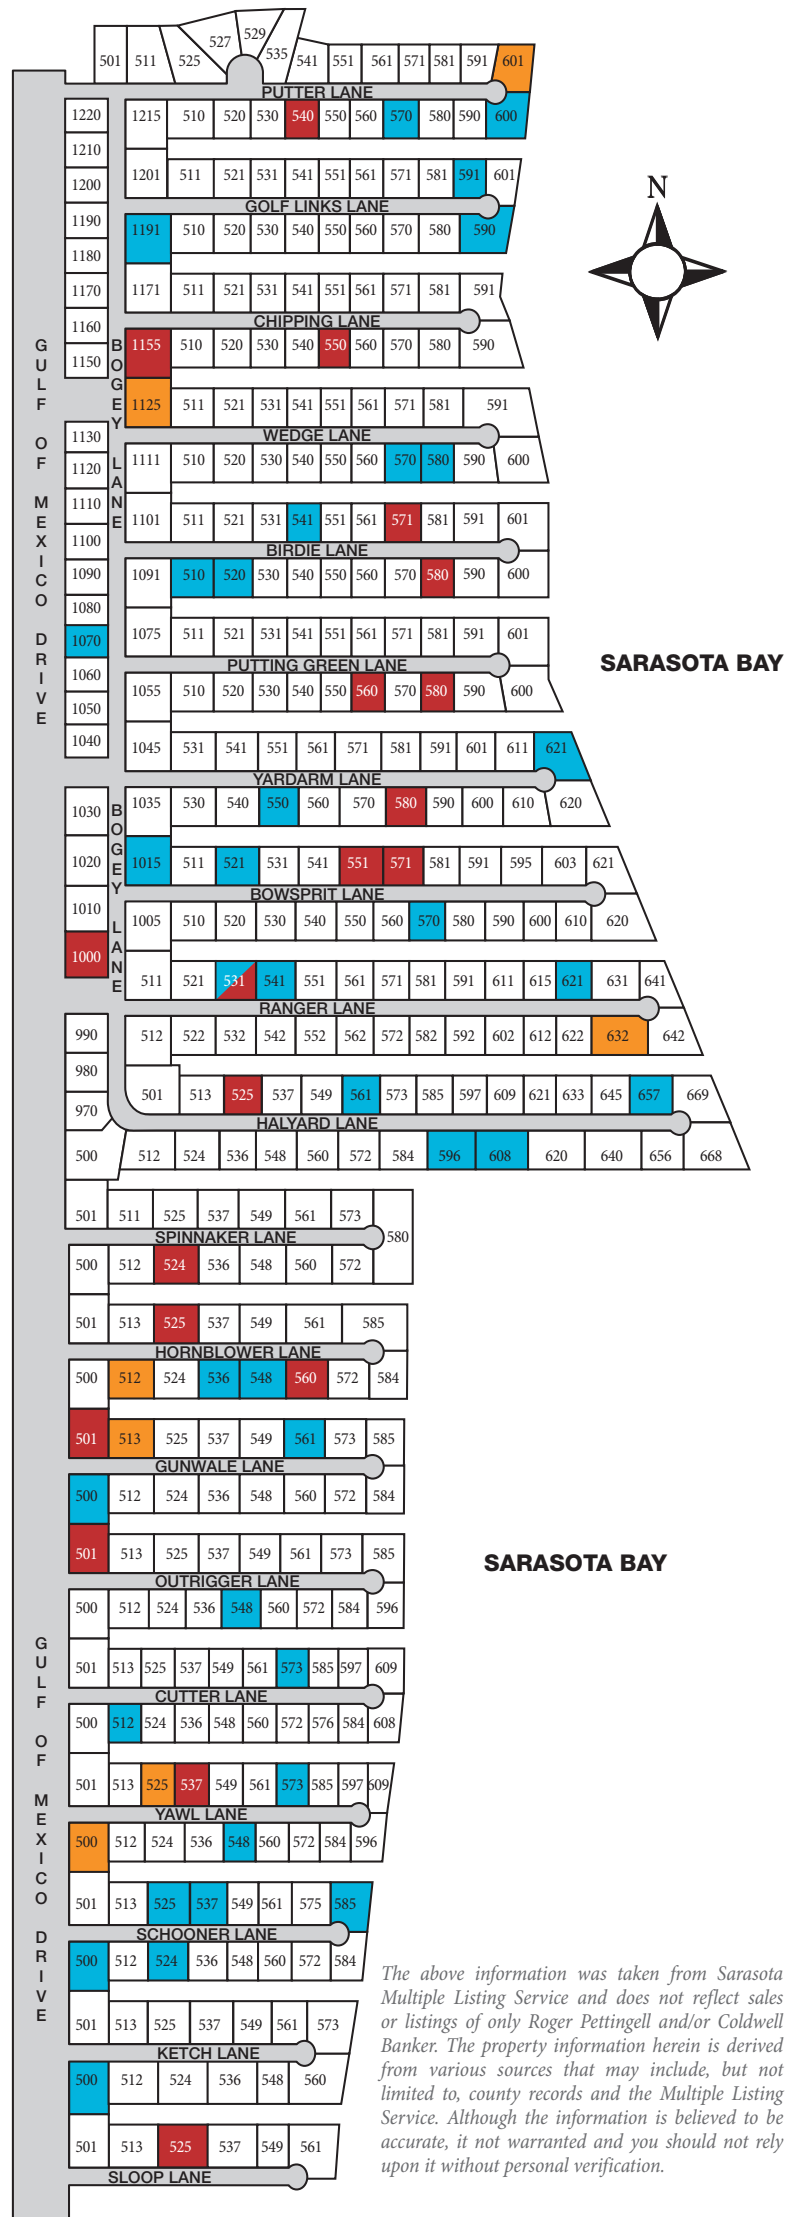 501 511 525 527 529 535 541 551 561 571 581 591 601
PUTTER LANE
1220 1215 510 520 530 540 550 560 570 580 590 600
1210
1200 1201 511 521 531 541 551 561 571 581 591 601
GOLF LINKS LANE
1190 1191 510 520 530 540 550 560 570 580 590
1180
N
1170 1171 511 521 531 541 551 561 571 581 591
CHIPPING LANE
1160
1150 1155 510 520 530 540 550 560 570 580 590
1125 511 521 531 541 551 561 571 581 591
WEDGE LANE
1130
1120 1111 510 520 530 540 550 560 570 580 590 600
1110
1100 1101 511 521 531 541 551 561 571 581 591 601
BIRDIE LANE
1090 1091 510 520 530 540 550 560 570 580 590 600
1080
1070 1075 511 521 531 541 551 561 571 581 591 601
PUTTING GREEN LANE
SARASOTA BAY
1060 1055 510 520 530 540 550 560 570 580 590 600
1050
1040 1045 531 541 551 561 571 581 591 601 611 621
YARDARM LANE
1030 1035 530 540 550 560 570 580 590 600 610 620
1020 1015 511 521 531 541 551 571 581 591 595 603 621
BOWSPRIT LANE
1010 1005 510 520 530 540 550 560 570 580 590 600 610 620
1000
511 521 531 541 551 561 571 581 591 611 615 621 631 641
RANGER LANE
990 512 522 532 542 552 562 572 582 592 602 612 622 632 642
980
970 501 513 525 537 549 561 573 585 597 609 621 633 645 657 669
HALYARD LANE
500 512 524 536 548 560 572 584 596 608 620 640 656 668
GULF OF MEXICO DRIVE
BOGEY LANE
BOGEY LANE
501 511 525 537 549 561 573 580
SPINNAKER LANE
500 512 524 536 548 560 572
501 513 525 537 549 561 585
HORNBLOWER LANE
500 512 524 536 548 560 572 584
501 513 525 537 549 561 573 585
GUNWALE LANE
500 512 524 536 548 560 572 584
501 513 525 537 549 561 573 585
OUTRIGGER LANE
SARASOTA BAY
500 512 524 536 548 560 572 584 596
501 513 525 537 549 561 573 585 597 609
CUTTER LANE
500 512 524 536 548 560 572 576 584 608
501 513 525 537 549 561 573 585 597 609
YAWL LANE
500 512 524 536 548 560 572 584 596
501 513 525 537 549 561 575 585
SCHOONER LANE
500 512 524 536 548 560 572 584
501 513 525 537 549 561 573
KETCH LANE
500 512 524 536 548 560
501 513 525 537 549 561
SLOOP LANE
GULF OF MEXICO DRIVE
The above information was taken from Sarasota
Multiple Listing Service and does not reflect sales
or listings of only Roger Pettingell and/or Coldwell
Banker. The property information herein is derived
from various sources that may include, but not
limited to, county records and the Multiple Listing
Service. Although the information is believed to be
accurate, it not warranted and you should not rely
upon it without personal verification.